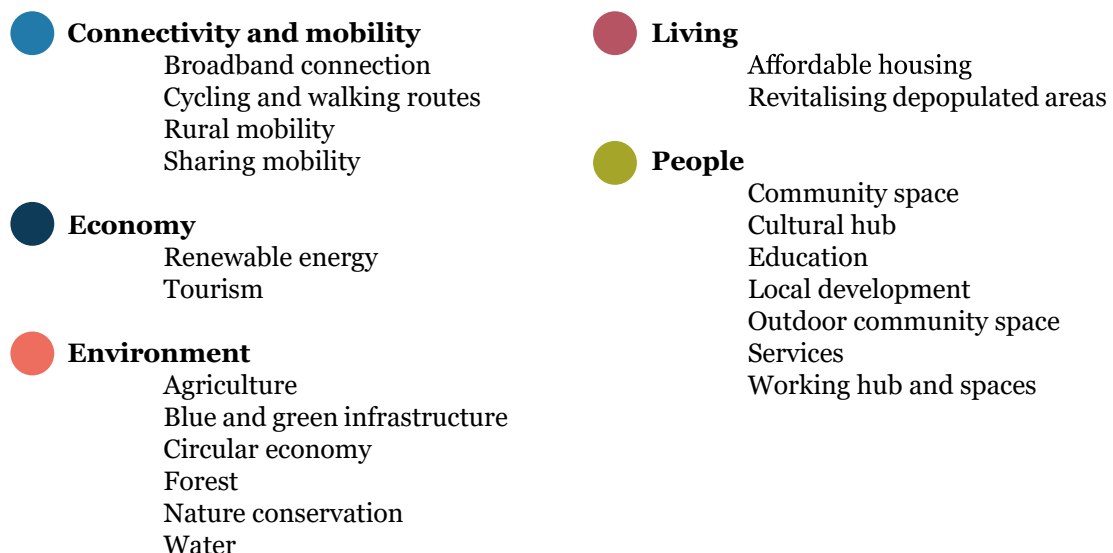 Connectivity and mobility
Broadband connection
Cycling and walking routes
Rural mobility
Sharing mobility
Economy
Renewable energy
Tourism
Environment
Agriculture
Blue and green infrastructure
Circular economy
Forest
Nature conservation
Water
Living
Affordable housing
Revitalising depopulated areas
People
Community space
Cultural hub
Education
Local development
Outdoor community space
Services
Working hub and spaces